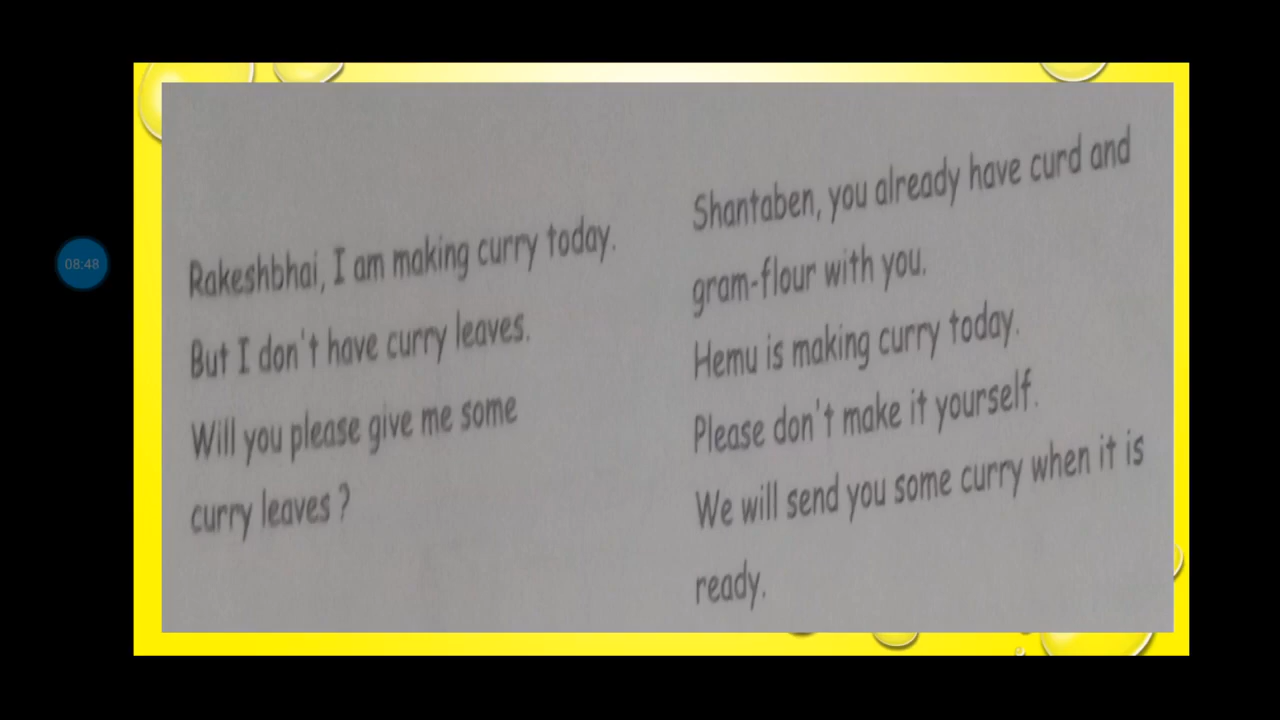 08:48
Rakeshbhai, I am making curry today.
But I don't have curry leaves.
Will you please give me some
curry leaves ?
Shantaben, you already have curd and
gram-flour with you.
Hemu is making curry today.
Please don't make it yourself.
We will send you some curry when it is
ready.